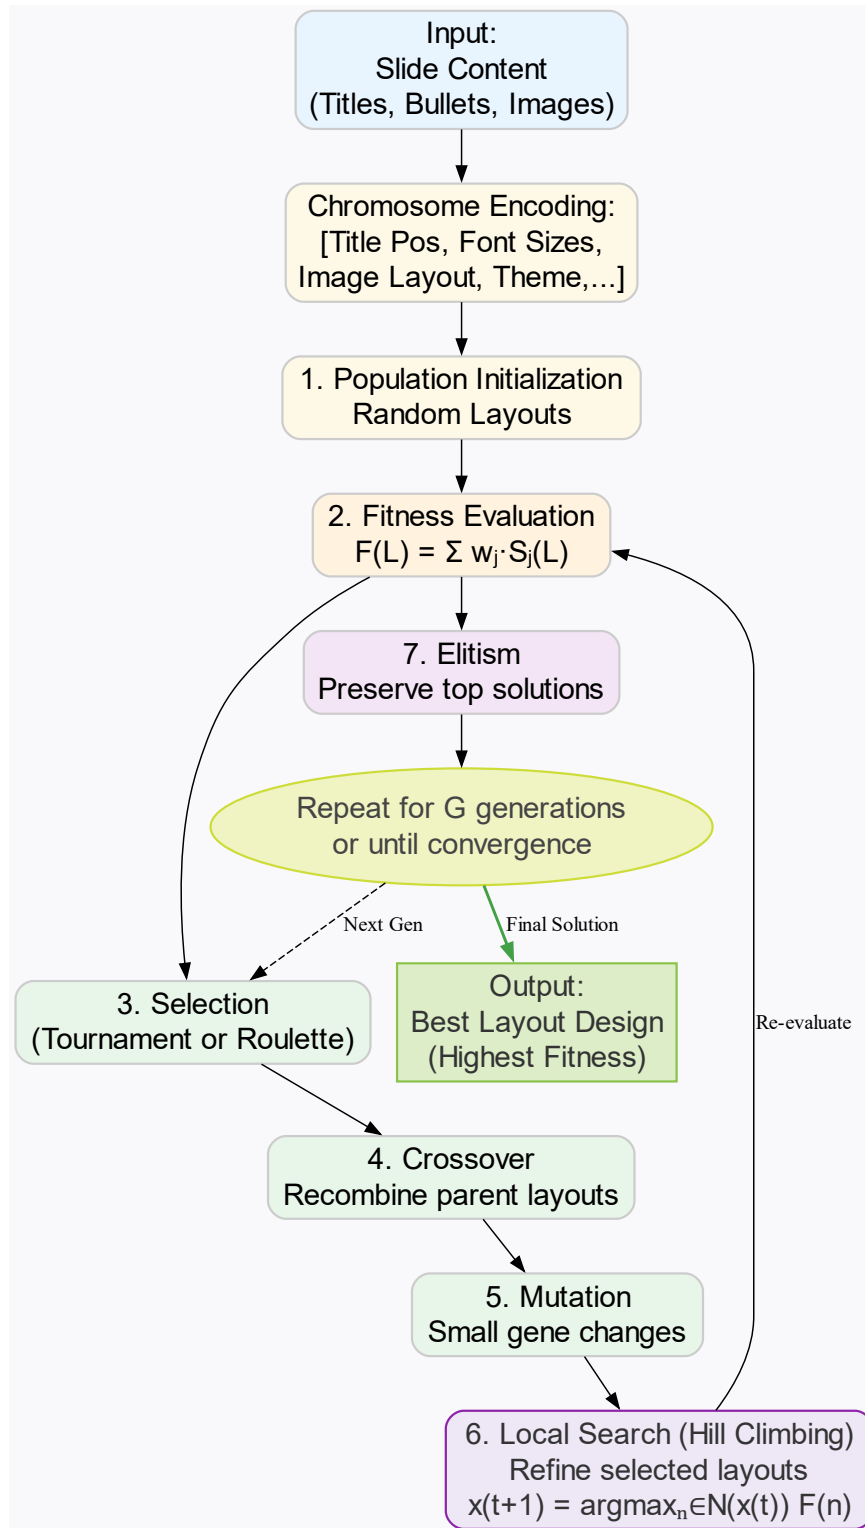 Input:
Slide Content
(Titles, Bullets, Images)
Chromosome Encoding:
[Title Pos, Font Sizes,
Image Layout, Theme,...]
1. Population Initialization
Random Layouts
2. Fitness Evaluation
F(L) = Σ wⱼ·Sⱼ(L)
7. Elitism
Preserve top solutions
Repeat for G generations
or until convergence
Next Gen
Final Solution
3. Selection
(Tournament or Roulette)
Output:
Best Layout Design
(Highest Fitness)
Re-evaluate
4. Crossover
Recombine parent layouts
5. Mutation
Small gene changes
6. Local Search (Hill Climbing)
Refine selected layouts
x(t+1) = argmaxₙ∈N(x(t)) F(n)